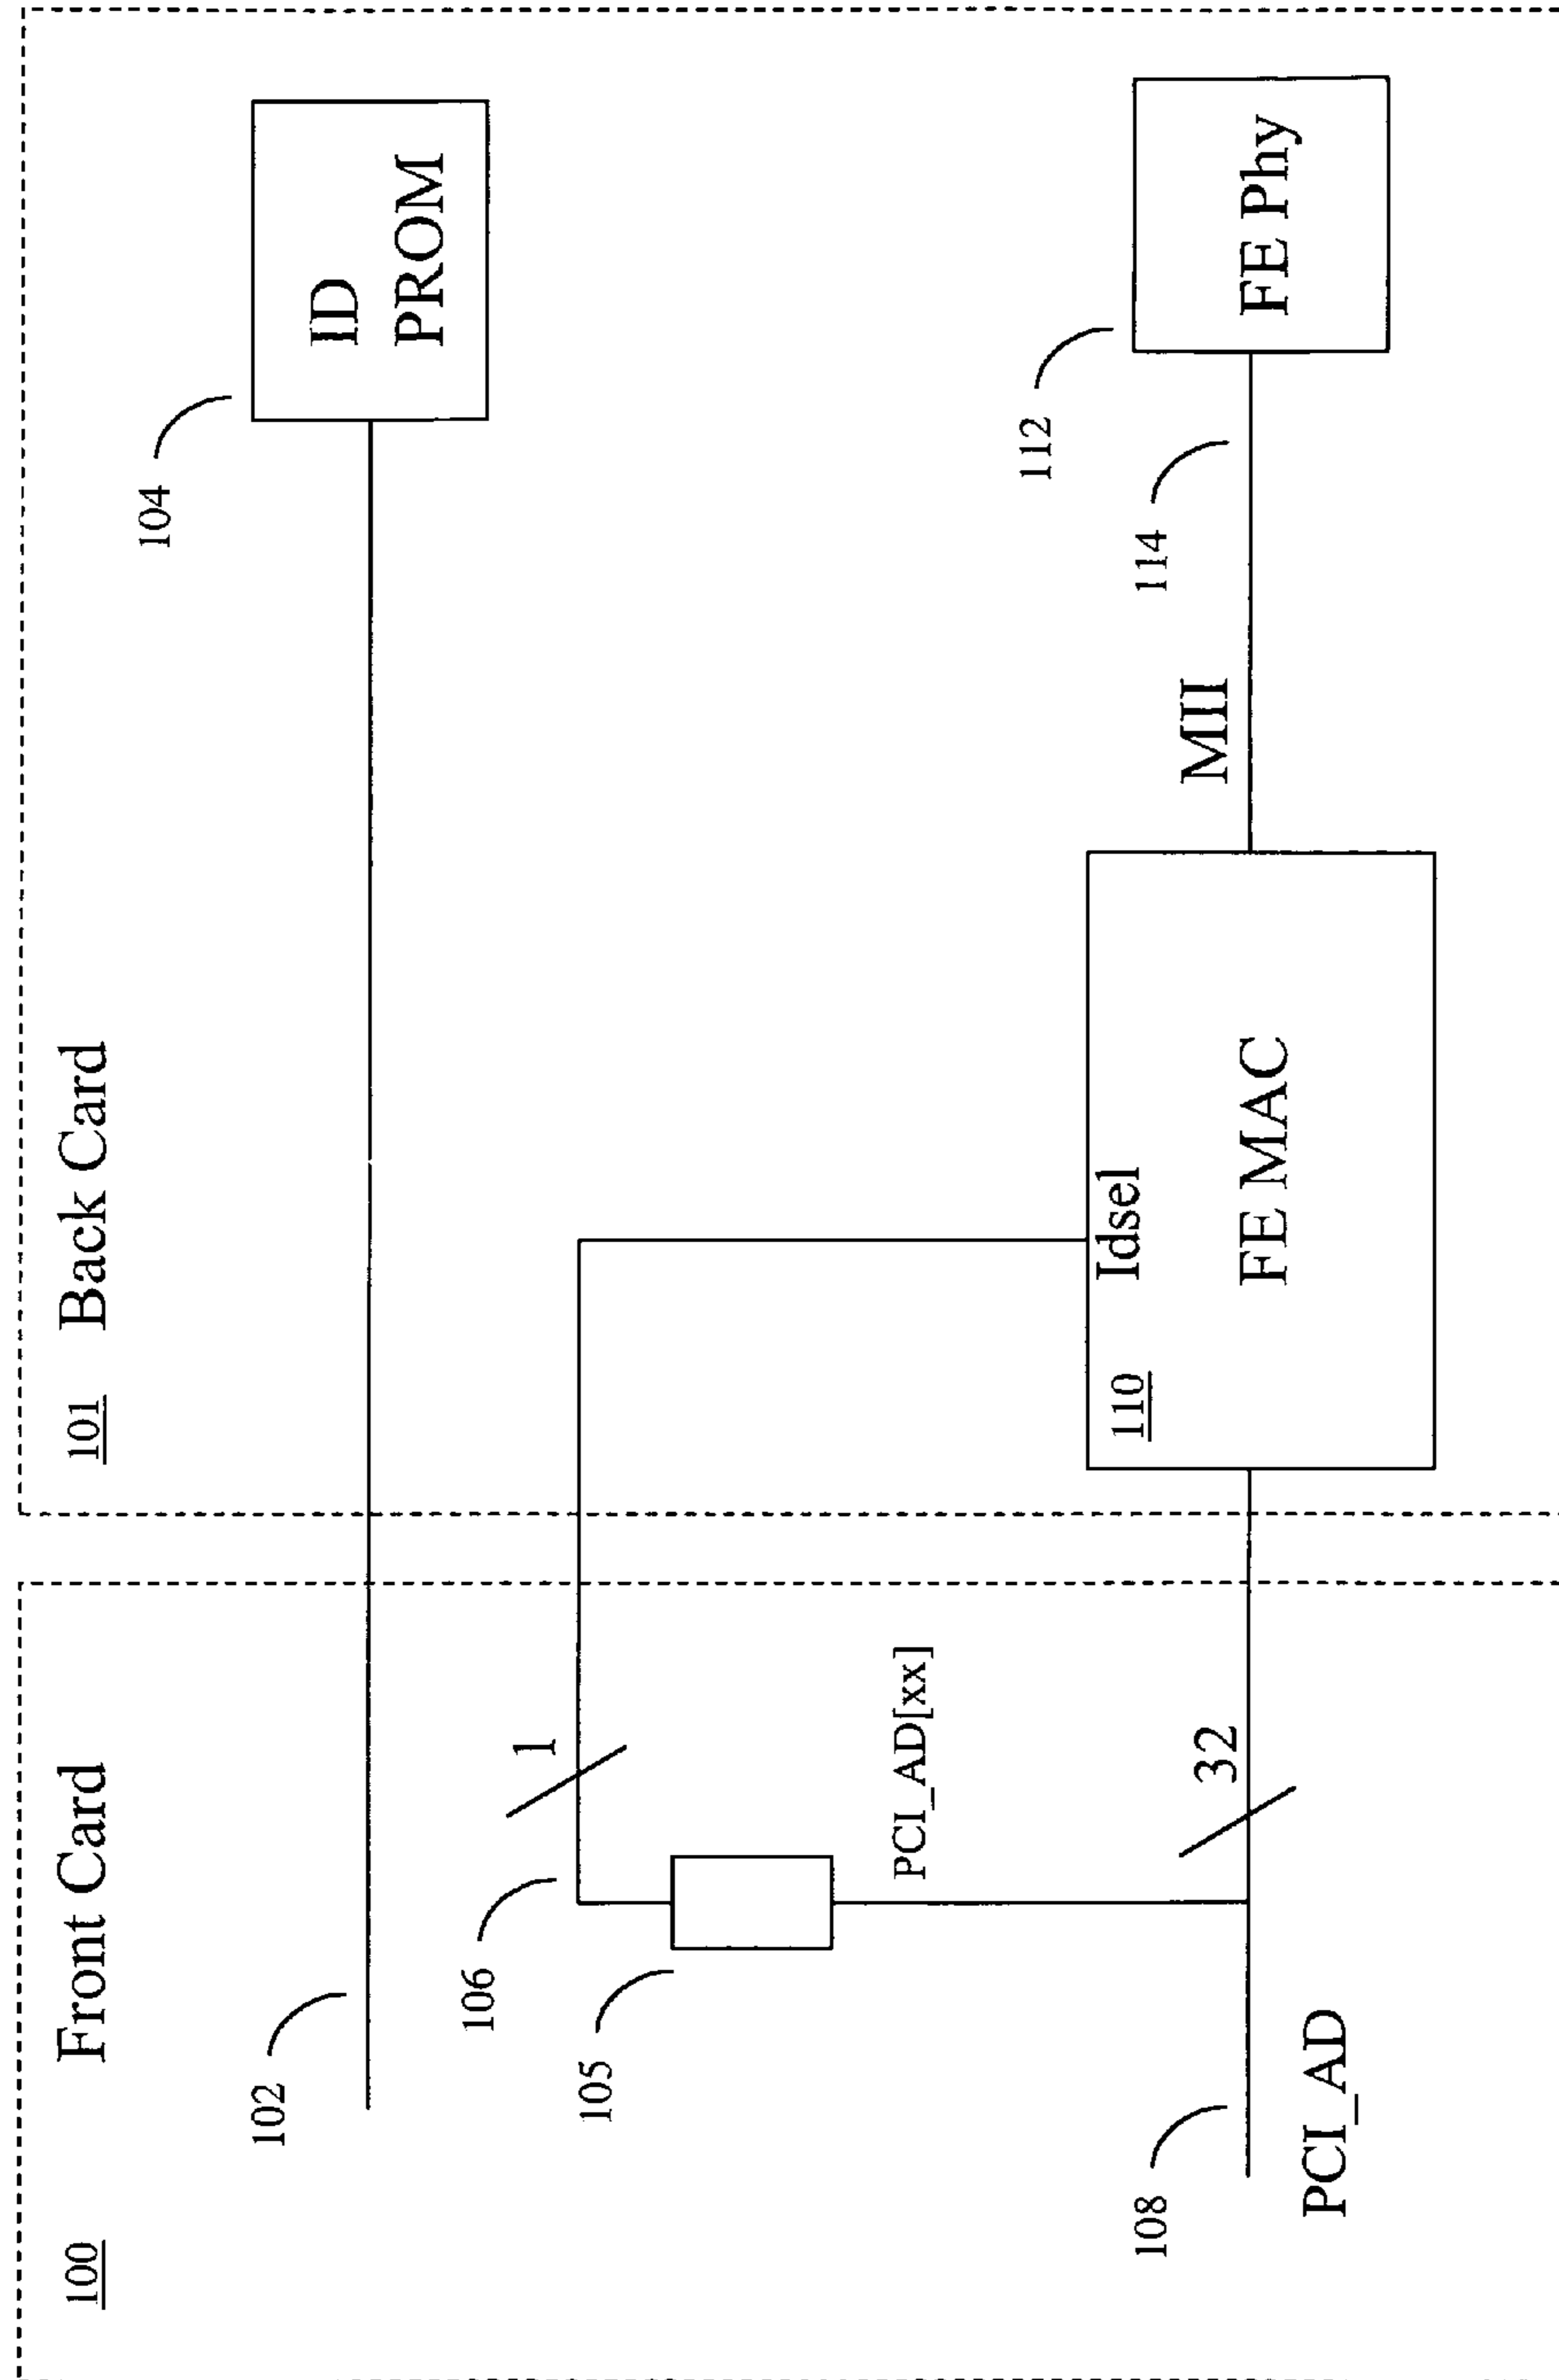 100
Front Card
101
Back Card
102
104
ID
PROM
106
1
105
PCI_AD[xx]
108
32
PCI_AD
110
Idsel
FE MAC
MII
114
112
FE Phy